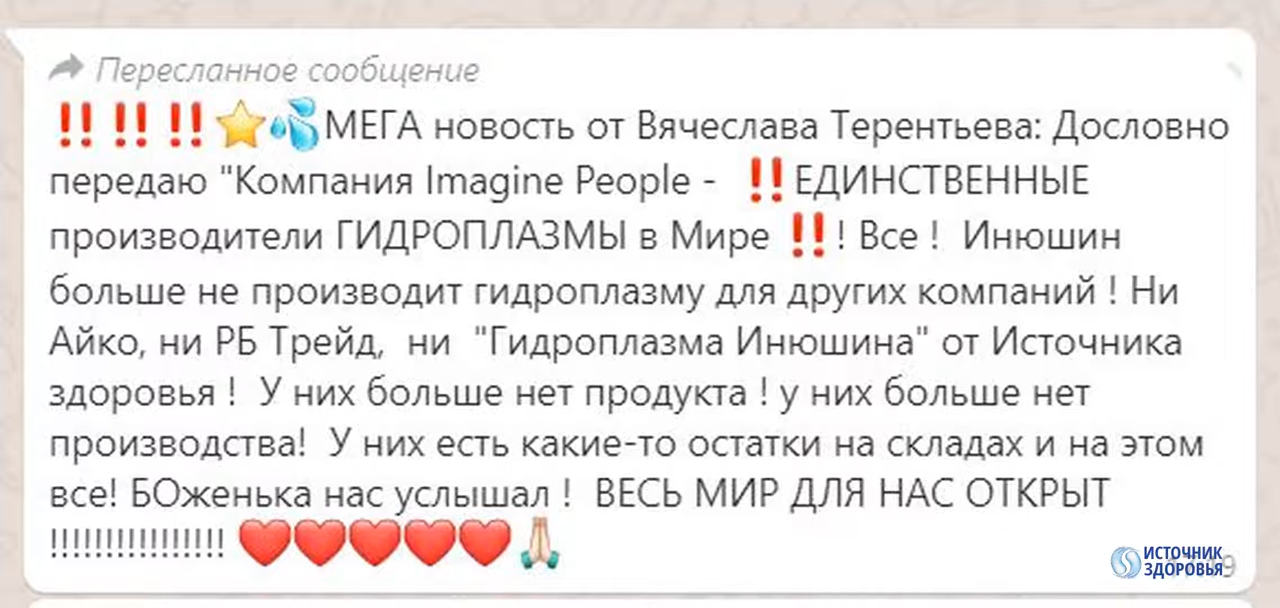 Пересланное сообщение
‼️‼️‼️⭐💦МЕГА новость от Вячеслава Терентьева: Дословно
передаю "Компания Imagine People - ‼️ЕДИНСТВЕННЫЕ
производители ГИДРОПЛАЗМЫ в Мире ‼️! Все ! Инюшин
больше не производит гидроплазму для других компаний ! Ни
Айко, ни РБ Трейд, ни "Гидроплазма Инюшина" от Источника
здоровья ! У них больше нет продукта ! у них больше нет
производства! У них есть какие-то остатки на складах и на этом
все! БОженька нас услышал ! ВЕСЬ МИР ДЛЯ НАС ОТКРЫТ
!!!!!!!!!!!!!!!! ❤️❤️❤️❤️❤️🙏🏻
ИСТОЧНИК
ЗДОРОВЬЯ